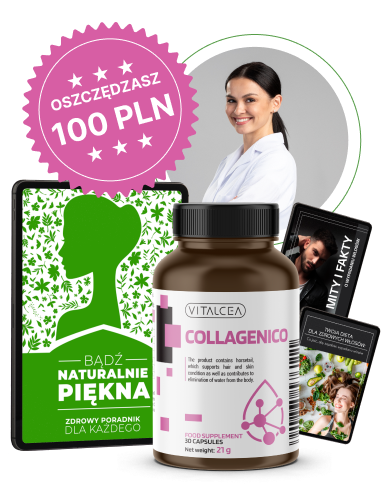 OSZCZĘDZASZ
100 PLN
VITALCEA
COLLAGENICO
The product contains horsetail,
which supports hair and skin
condition as well as contributes to
elimination of water from the body.
FOOD SUPPLEMENT
30 CAPSULES
Net weight: 21 g
BĄDŹ
NATURALNIE
PIĘKNA
ZDROWY PORADNIK
DLA KAŻDEGO
MITY I FAKTY
O WYPADANIU WŁOSÓW
TWOJA DIETA
DLA ZDROWYCH WŁOSÓW